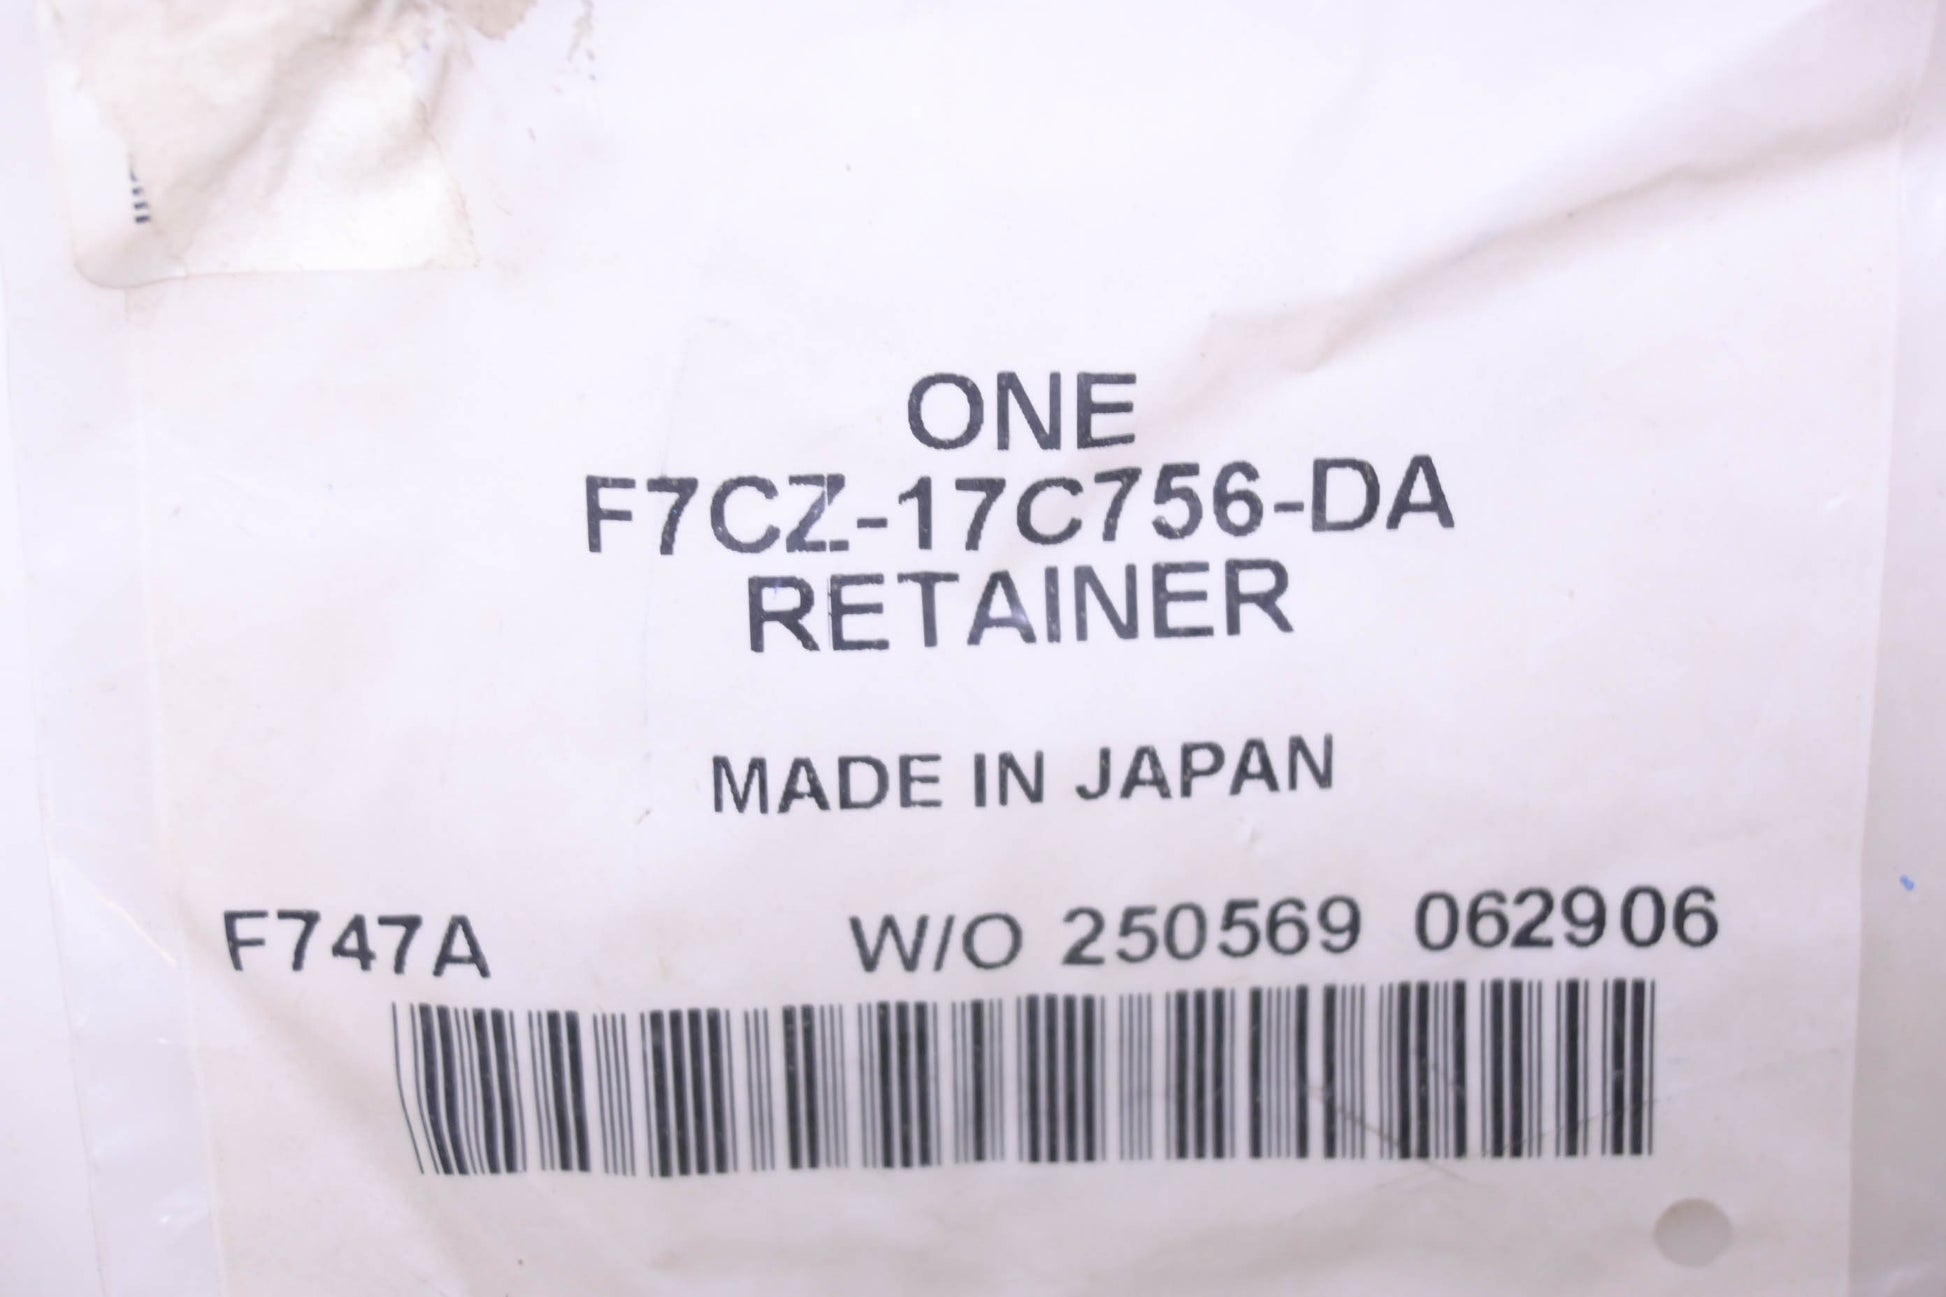 ONE
F7CZ-17C756-DA
RETAINER
MADE IN JAPAN
F747A W/O 250569 062906